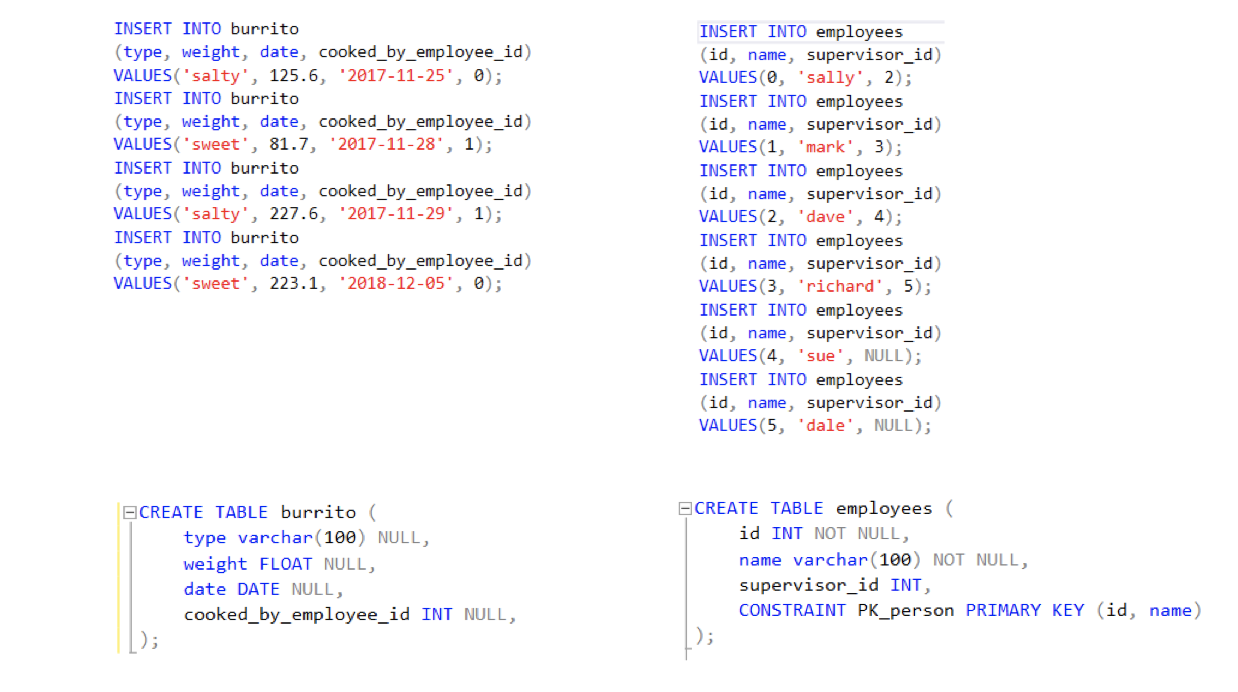 INSERT INTO burrito
(type, weight, date, cooked_by_employee_id)
VALUES('salty', 125.6, '2017-11-25', 0);
INSERT INTO burrito
(type, weight, date, cooked_by_employee_id)
VALUES('sweet', 81.7, '2017-11-28', 1);
INSERT INTO burrito
(type, weight, date, cooked_by_employee_id)
VALUES('salty', 227.6, '2017-11-29', 1);
INSERT INTO burrito
(type, weight, date, cooked_by_employee_id)
VALUES('sweet', 223.1, '2018-12-05', 0);
INSERT INTO employees
(id, name, supervisor_id)
VALUES(0, 'sally', 2);
INSERT INTO employees
(id, name, supervisor_id)
VALUES(1, 'mark', 3);
INSERT INTO employees
(id, name, supervisor_id)
VALUES(2, 'dave', 4);
INSERT INTO employees
(id, name, supervisor_id)
VALUES(3, 'richard', 5);
INSERT INTO employees
(id, name, supervisor_id)
VALUES(4, 'sue', NULL);
INSERT INTO employees
(id, name, supervisor_id)
VALUES(5, 'dale', NULL);
CREATE TABLE burrito (
type varchar(100) NULL,
weight FLOAT NULL,
date DATE NULL,
cooked_by_employee_id INT NULL,
);
CREATE TABLE employees (
id INT NOT NULL,
name varchar(100) NOT NULL,
supervisor_id INT,
CONSTRAINT PK_person PRIMARY KEY (id, name)
);